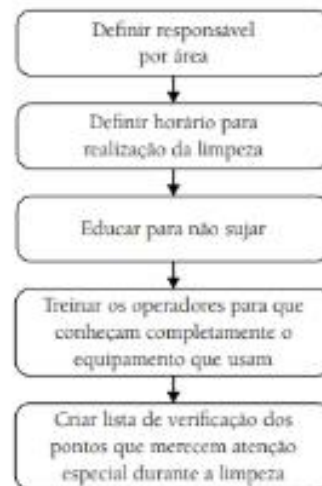 Definir responsável
por área
Definir horário para
realização da limpeza
Educar para não sujar
Treinar os operadores para que
conheçam completamente o
equipamento que usam
Criar lista de verificação dos
pontos que merecem atenção
especial durante a limpeza